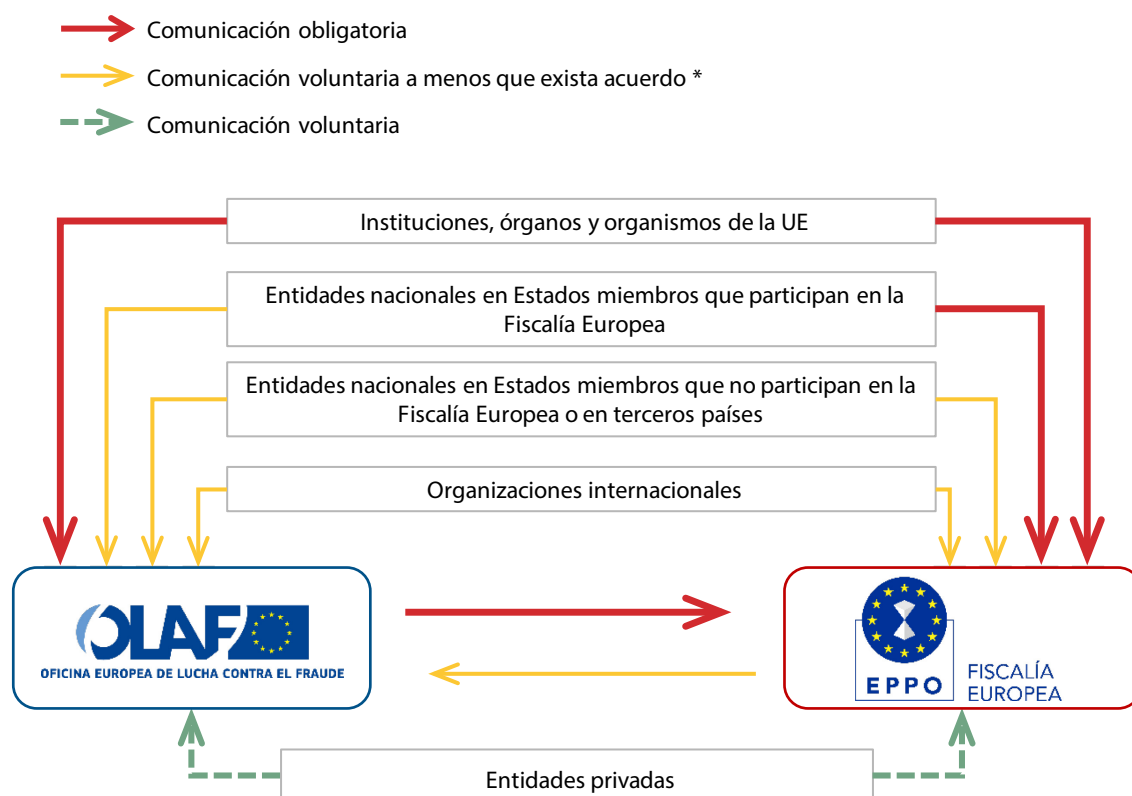 Comunicación obligatoria
Comunicación voluntaria a menos que exista acuerdo *
Comunicación voluntaria
Instituciones, órganos y organismos de la UE
Entidades nacionales en Estados miembros que participan en la
Fiscalía Europea
Entidades nacionales en Estados miembros que no participan en la
Fiscalía Europea o en terceros países
Organizaciones internacionales
OLAF
OFICINA EUROPEA DE LUCHA CONTRA EL FRAUDE
EPPO
FISCALÍA
EUROPEA
Entidades privadas